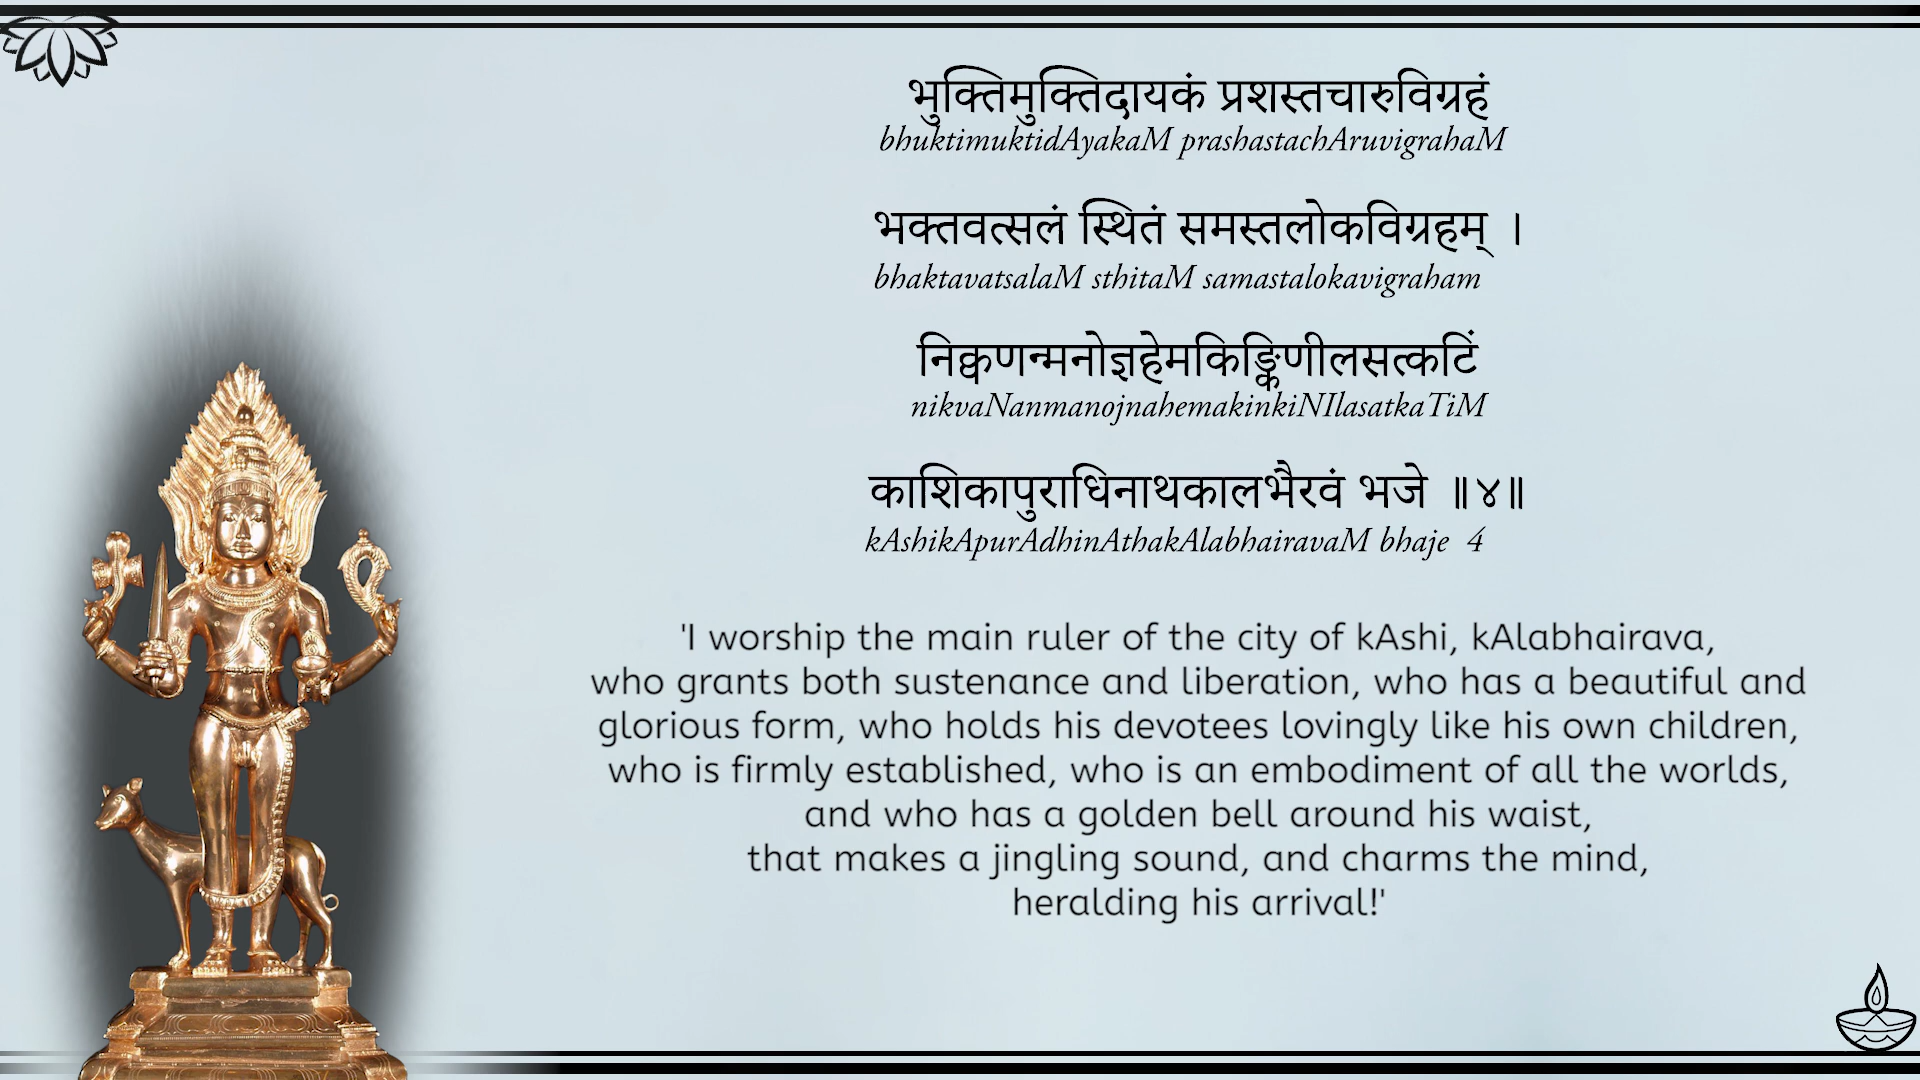 भुक्तिमुक्तिदायकं प्रशस्तचारुविग्रहं
bhuktimuktidAyakaM prashastachAruvigrahaM
भक्तवत्सलं स्थितं समस्तलोकविग्रहम् ।
bhaktavatsalaM sthitaM samastalokavigraham
निक्वणन्मनोज्ञहेमकिङ्किणीलसत्कटिं
nikvaNanmanojnahemakinkiNIlasatkaTiM
काशिकापुराधिनाथकालभैरवं भजे ॥४॥
kAshikApurAdhinAthakAlabhairavaM bhaje 4
'I worship the main ruler of the city of kAshi, kAlabhairava,
who grants both sustenance and liberation, who has a beautiful and
glorious form, who holds his devotees lovingly like his own children,
who is firmly established, who is an embodiment of all the worlds,
and who has a golden bell around his waist,
that makes a jingling sound, and charms the mind,
heralding his arrival!'